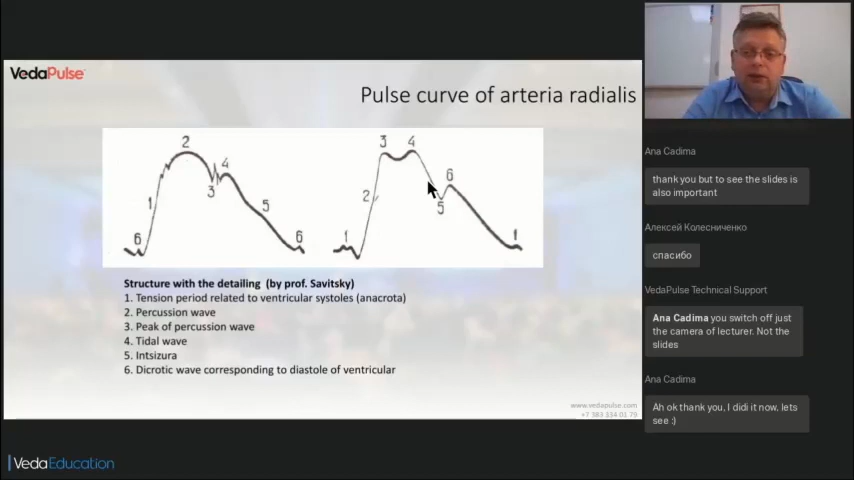 VedaPulse
Pulse curve of arteria radialis
2
3 4
4
6
3
1
2
5
5
6
6
1
1
Structure with the detailing (by prof. Savitsky)
1. Tension period related to ventricular systoles (anacrota)
2. Percussion wave
3. Peak of percussion wave
4. Tidal wave
5. Intsizura
6. Dicrotic wave corresponding to diastole of ventricular
www.vedapulse.com
+7 383 334 01 79
VedaEducation
Ana Cadima
thank you but to see the slides is
also important
Алексей Колесниченко
спасибо
VedaPulse Technical Support
Ana Cadima you switch off just
the camera of lecturer. Not the
slides
Ana Cadima
Ah ok thank you, I didi it now, lets
see :)